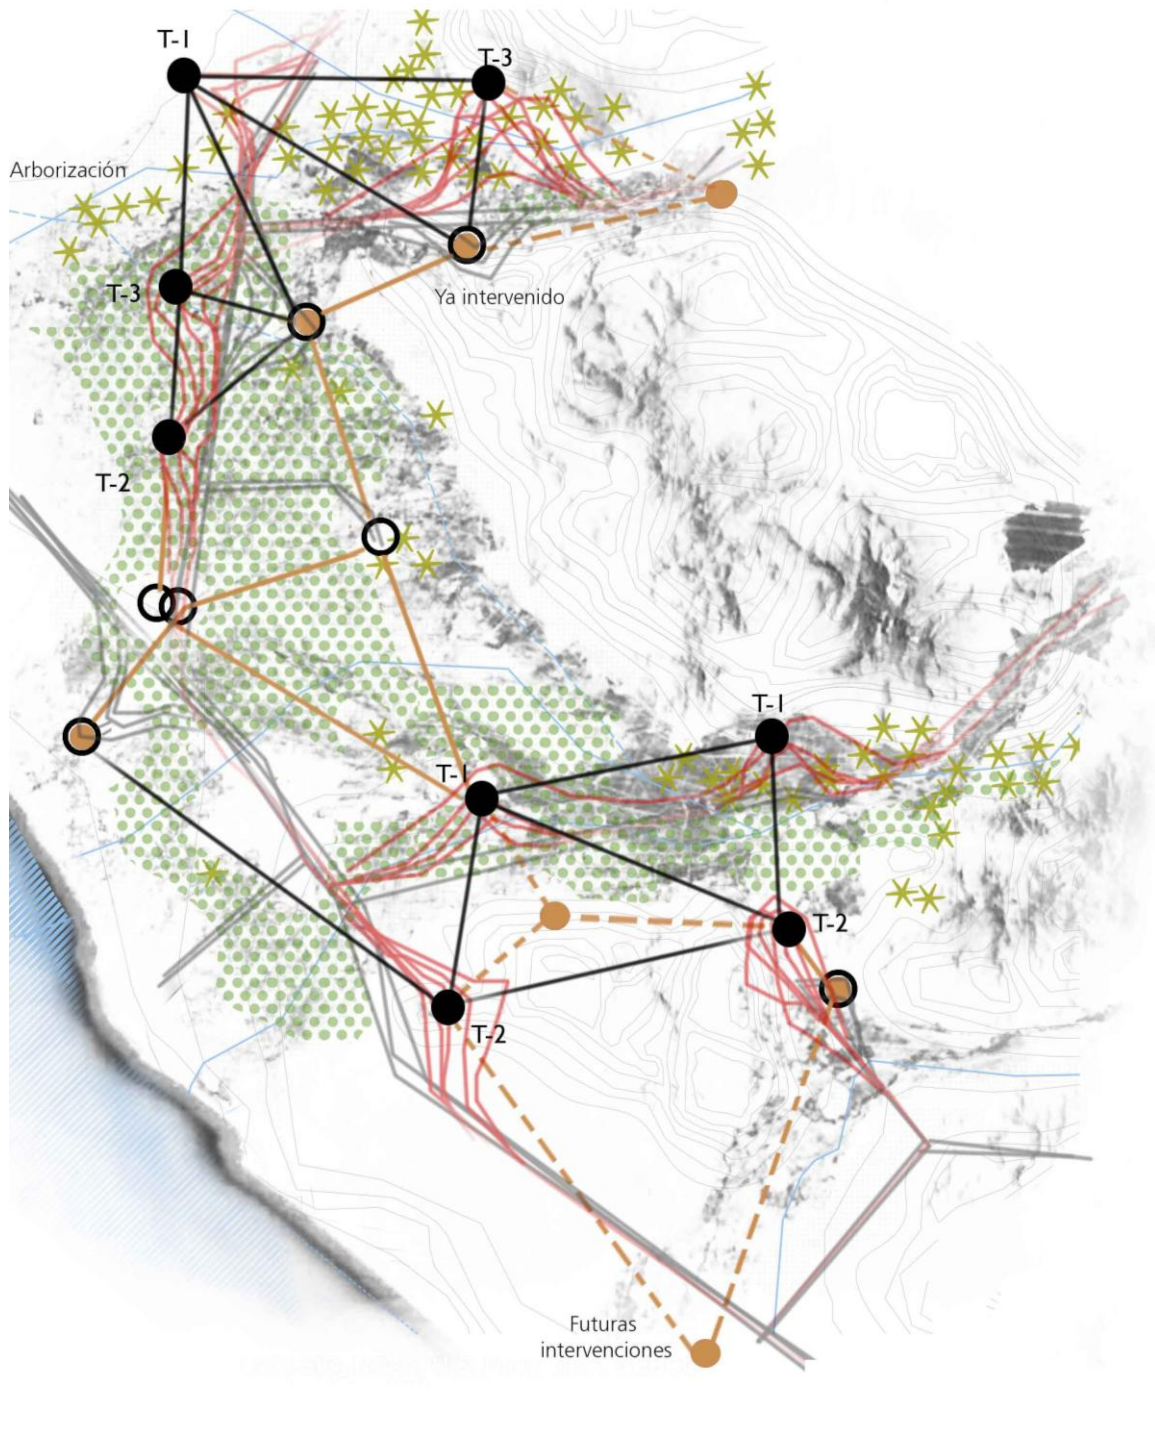 T-1
T-3
Arborización
T-3
Ya intervenido
T-2
T-1
T-1
T-2
T-2
Futuras
intervenciones